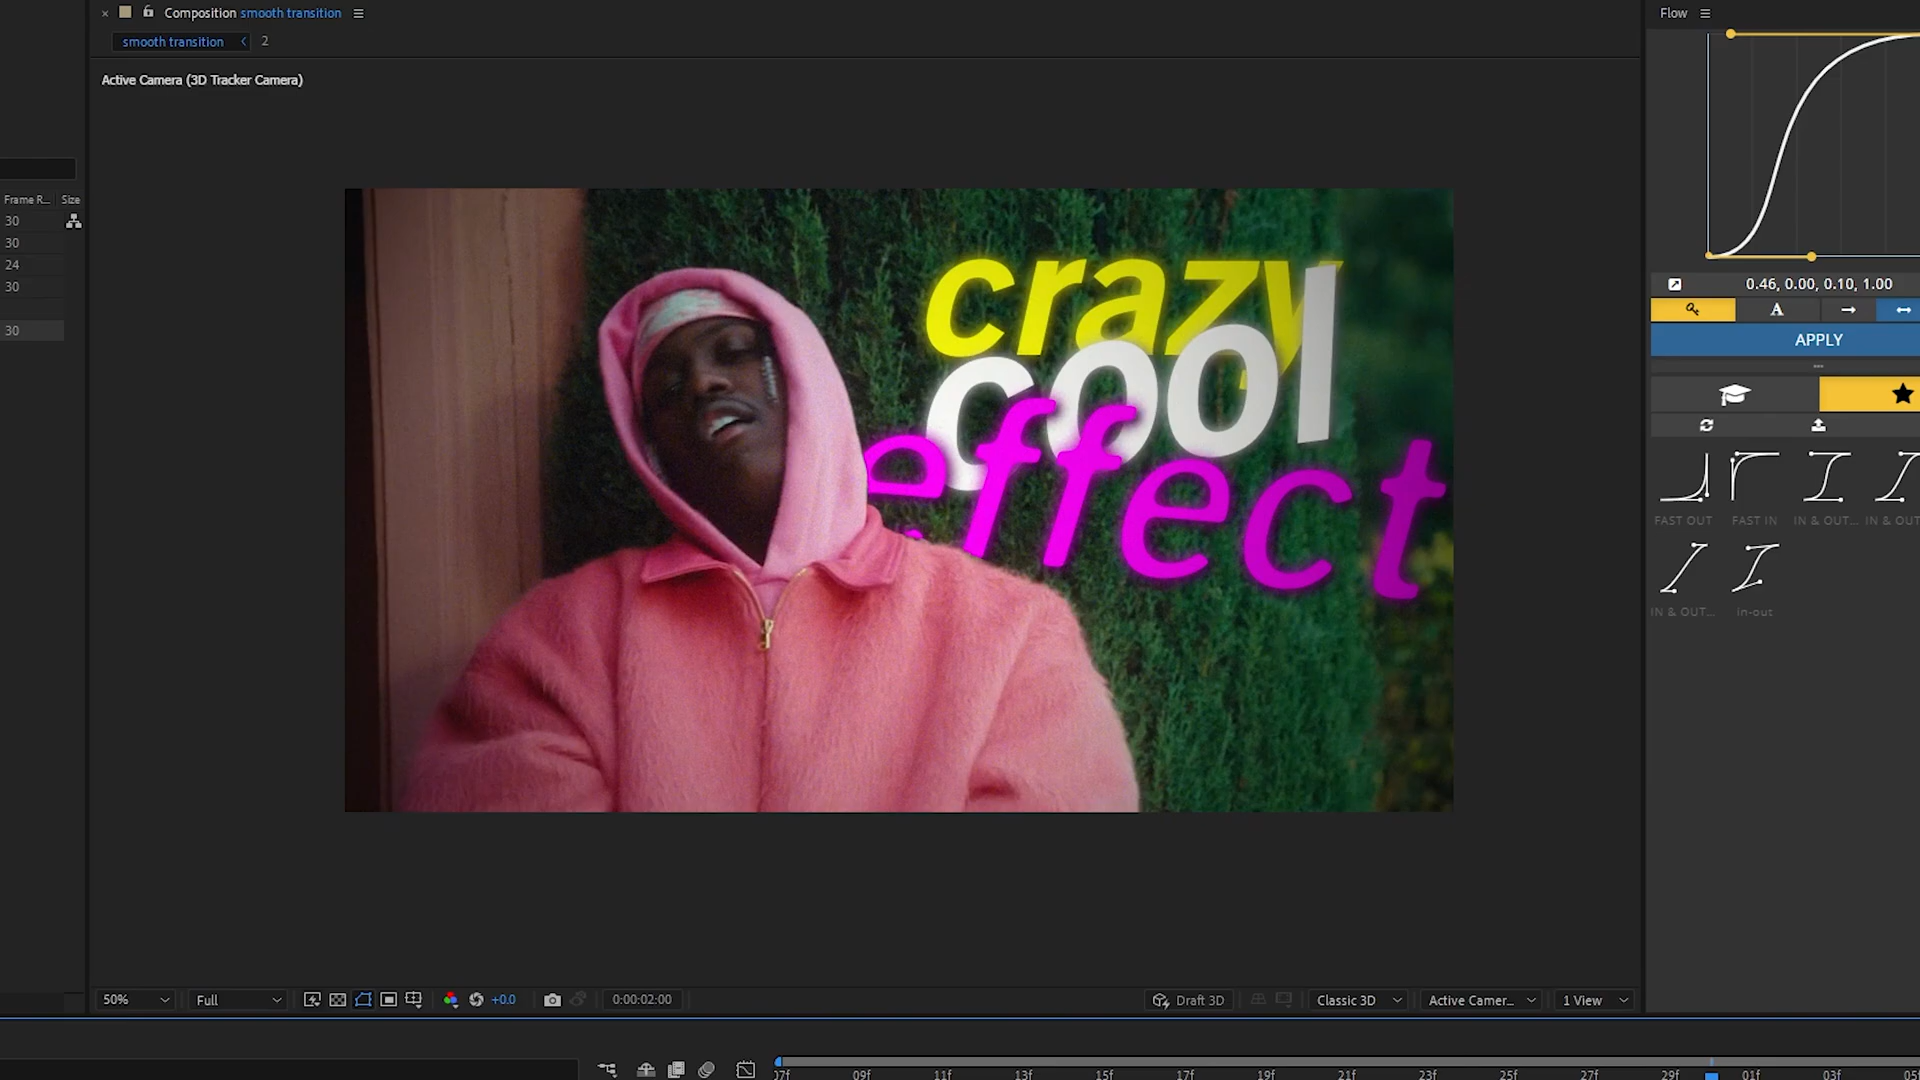 Composition smooth transition
Flow
smooth transition
2
Active Camera (3D Tracker Camera)
Frame R... Size
30
30
24
30
30
crazy
cool
effect
0.46, 0.00, 0.10, 1.00
A
APPLY
FAST OUT FAST IN IN & OUT... IN & OUT
IN & OUT... in-out
50% Full +0.0 0:00:02:00 Draft 3D Classic 3D Active Camer... 1 View
07f 09f 11f 13f 15f 17f 19f 21f 23f 25f 27f 29f 01f 03f 05f